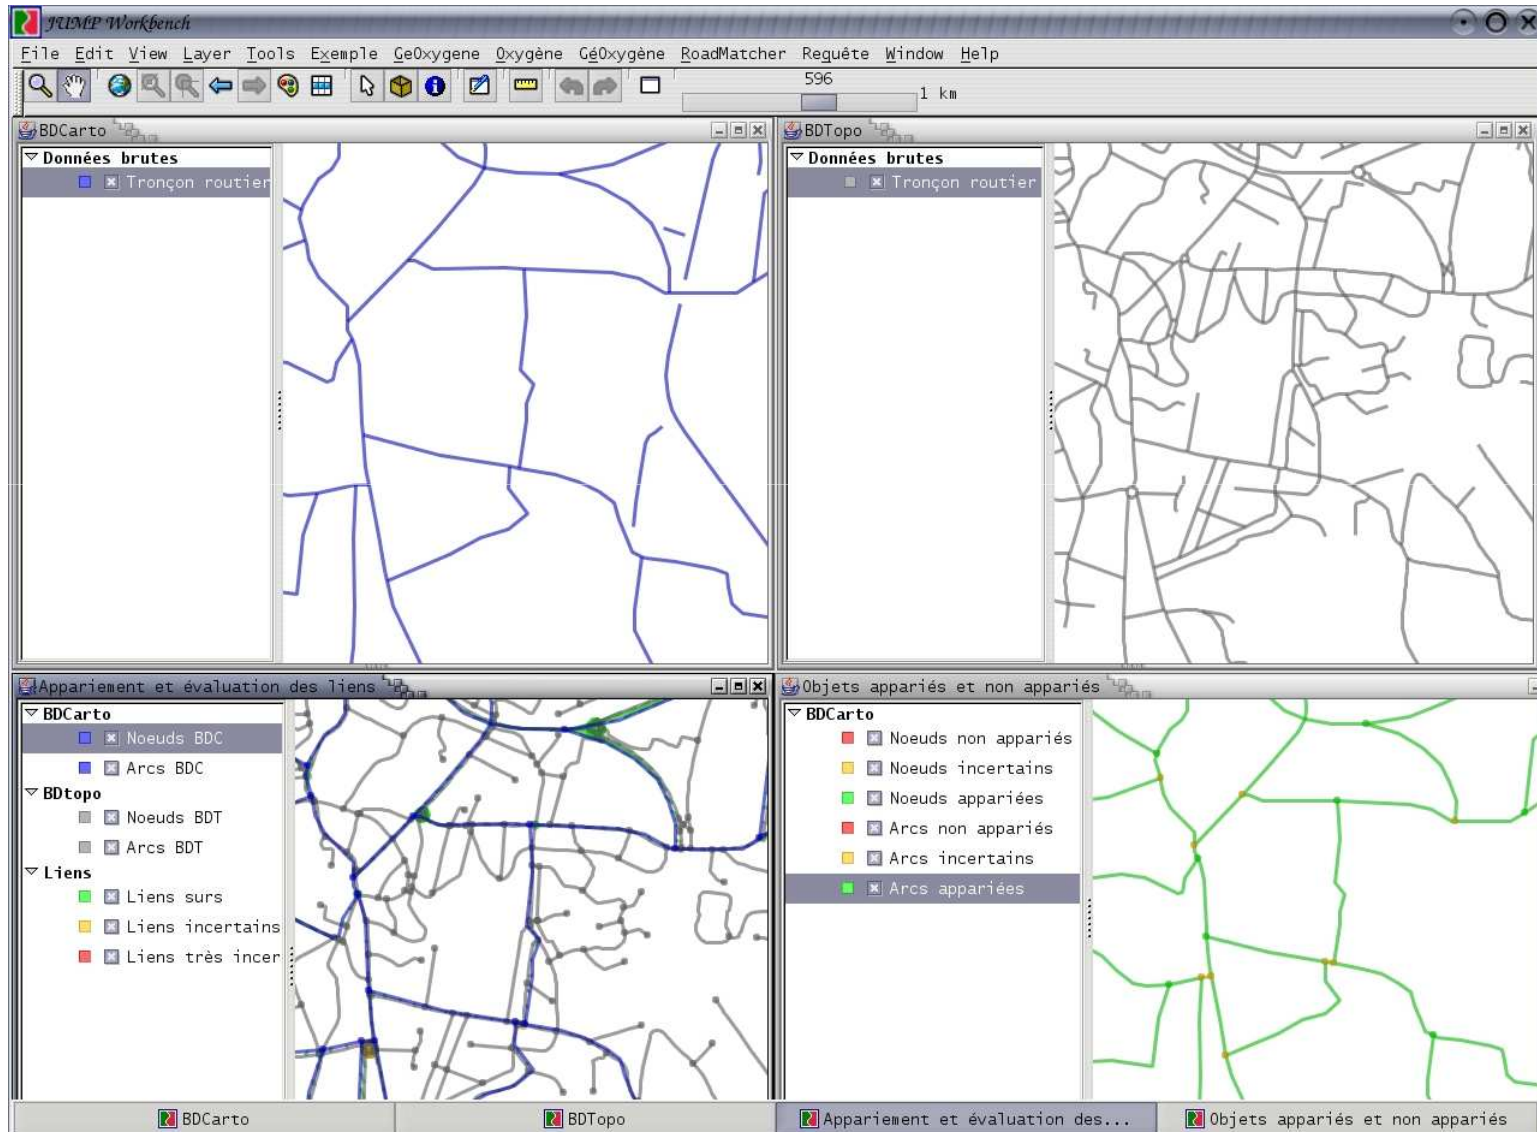 JUMP Workbench
File Edit View Layer Tools Exemple GeOxygene Oxygène GéOxygène RoadMatcher Requête Window Help
596
1 km
BDCarto
Données brutes
Tronçon routier
BDTopo
Données brutes
Tronçon routier
Appariement et évaluation des liens
BDCarto
Noeuds BDC
Arcs BDC
BDtopo
Noeuds BDT
Arcs BDT
Liens
Liens surs
Liens incertains
Liens très incer
Objets appariés et non appariés
BDCarto
Noeuds non appariés
Noeuds incertains
Noeuds appariées
Arcs non appariés
Arcs incertains
Arcs appariées
BDCarto
BDTopo
Appariement et évaluation des...
Objets appariés et non appariés